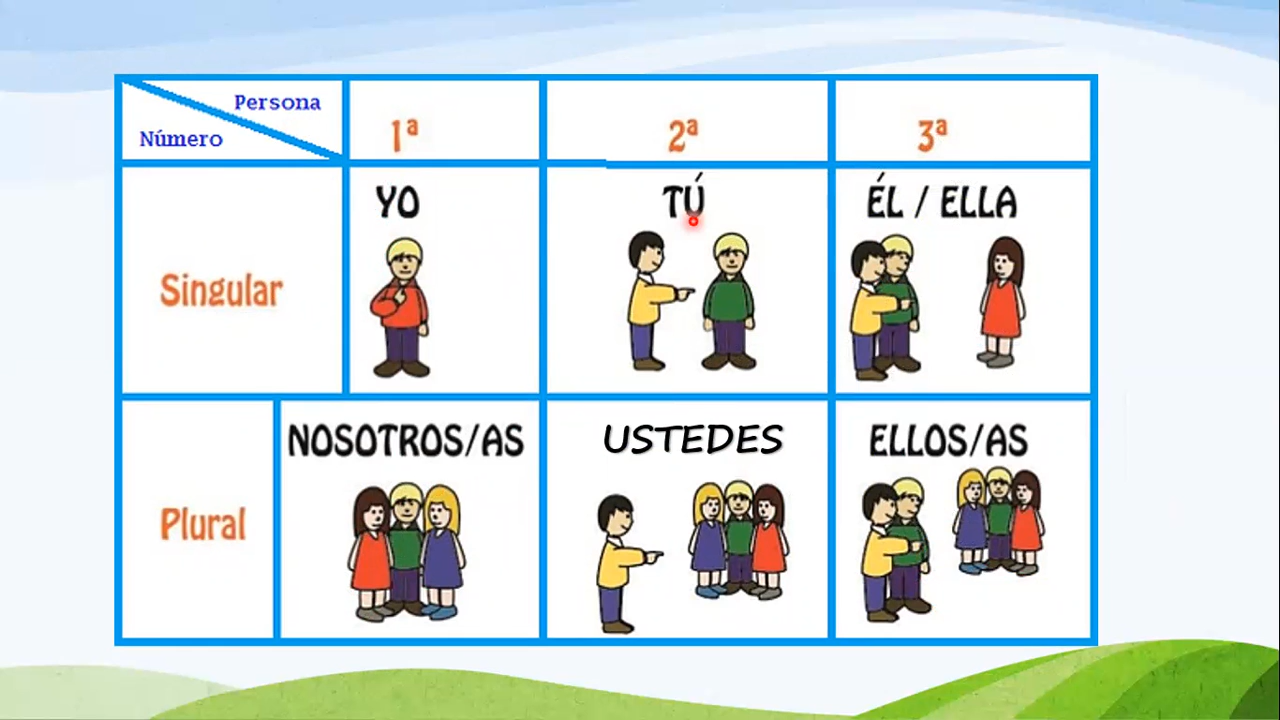 Persona
Número
1ª
2ª
3ª
YO
TÚ
ÉL / ELLA
Singular
NOSOTROS/AS
USTEDES
ELLOS/AS
Plural